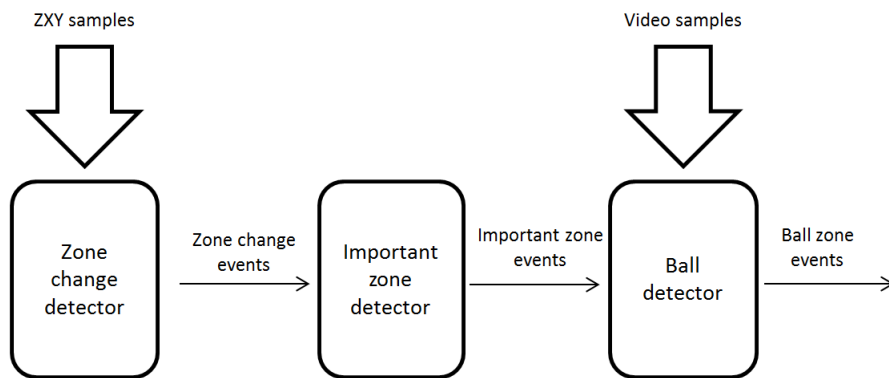 ZXY samples
Video samples
Zone change
events
Important zone
events
Ball zone
events
Zone
change
detector
Important
zone
detector
Ball
detector